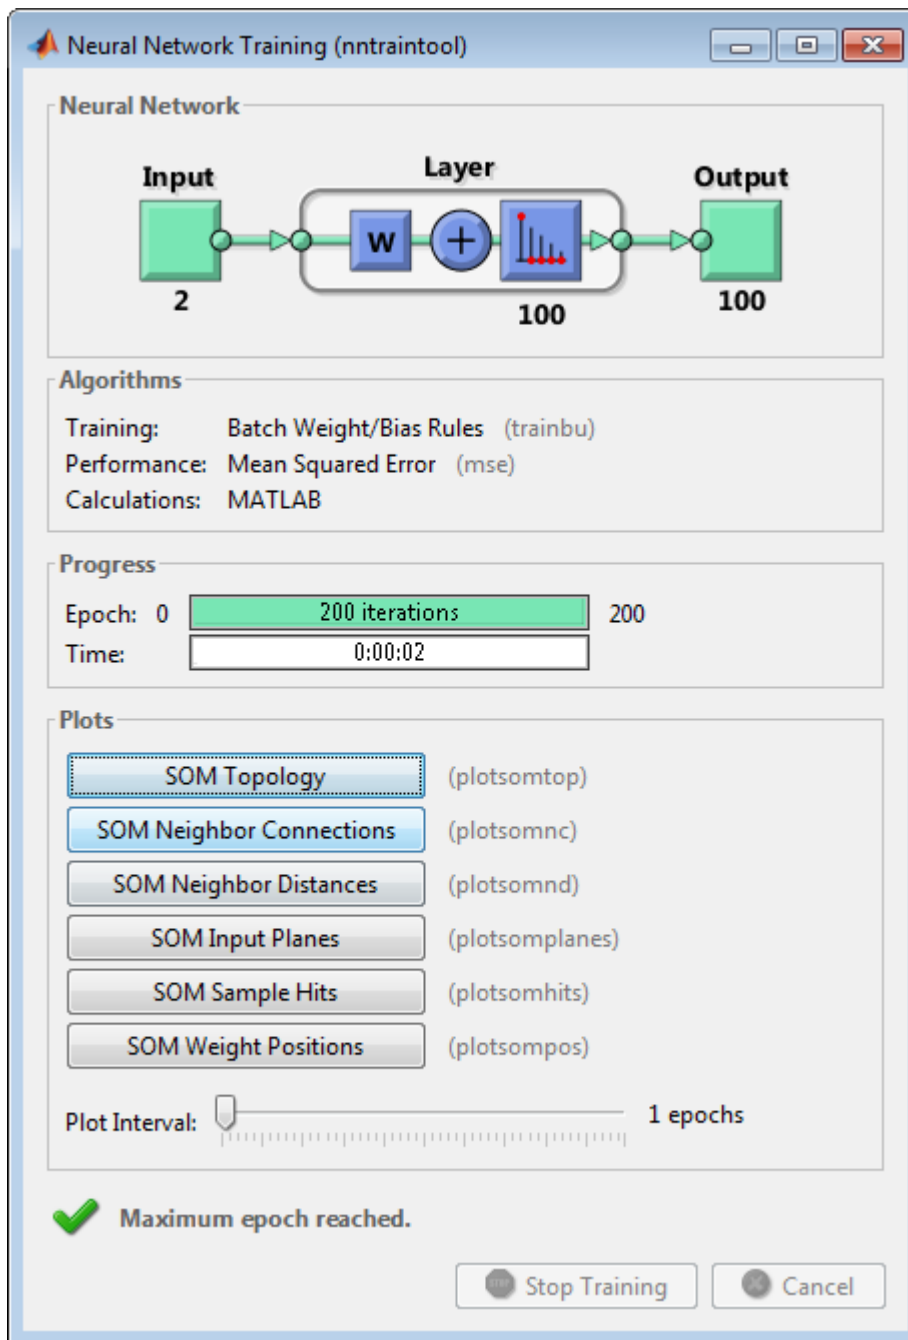 Neural Network Training (nntraintool)
Neural Network
Input Layer Output
W +
2 100 100
Algorithms
Training: Batch Weight/Bias Rules (trainbu)
Performance: Mean Squared Error (mse)
Calculations: MATLAB
Progress
Epoch: 0 200 iterations 200
Time: 0:00:02
Plots
SOM Topology (plotsomtop)
SOM Neighbor Connections (plotsomnc)
SOM Neighbor Distances (plotsomnd)
SOM Input Planes (plotsomplanes)
SOM Sample Hits (plotsomhits)
SOM Weight Positions (plotsompos)
Plot Interval: 1 epochs
Maximum epoch reached.
Stop Training Cancel